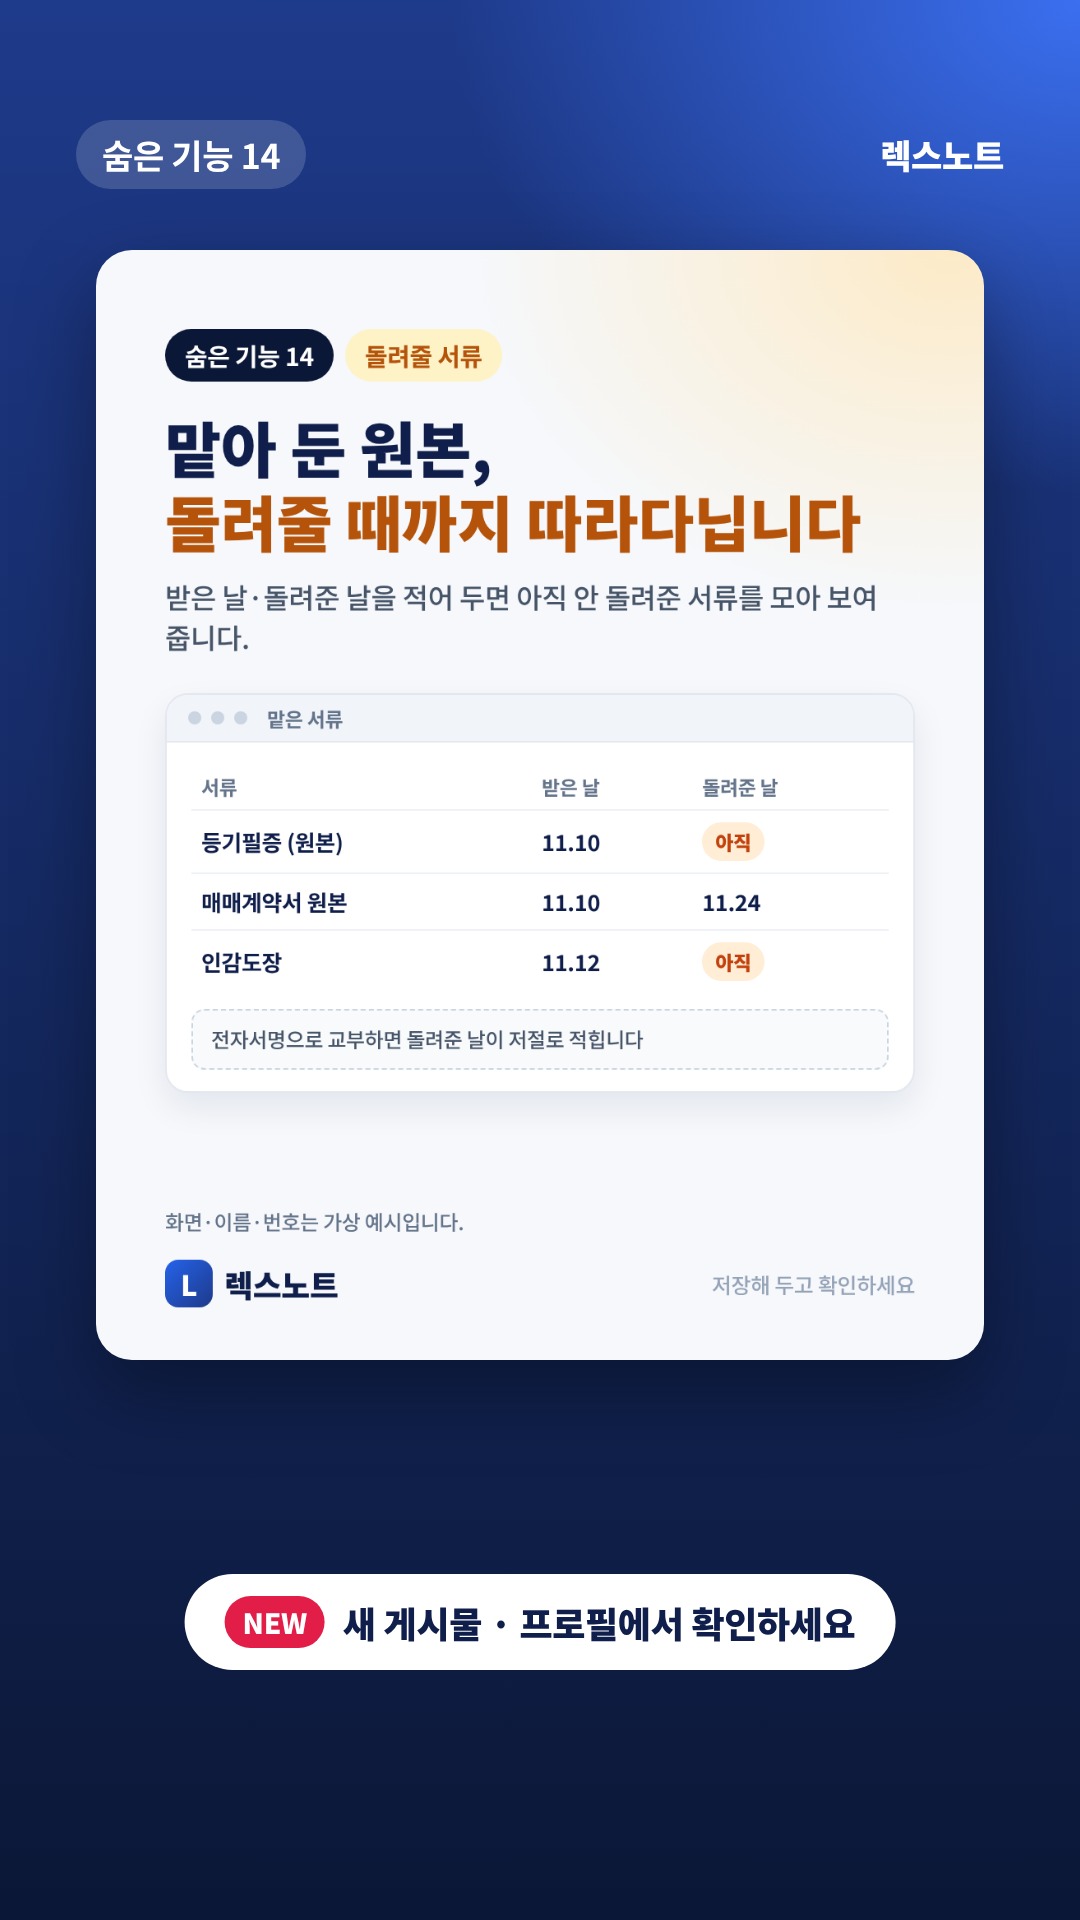 숨은 기능 14
렉스노트
숨은 기능 14 돌려줄 서류
맡아 둔 원본,
돌려줄 때까지 따라다닙니다
받은 날·돌려준 날을 적어 두면 아직 안 돌려준 서류를 모아 보여
줍니다.
맡은 서류
서류 받은 날 돌려준 날
등기필증 (원본) 11.10 아직
매매계약서 원본 11.10 11.24
인감도장 11.12 아직
전자서명으로 교부하면 돌려준 날이 저절로 적힙니다
화면·이름·번호는 가상 예시입니다.
L 렉스노트
저장해 두고 확인하세요
NEW 새 게시물 · 프로필에서 확인하세요